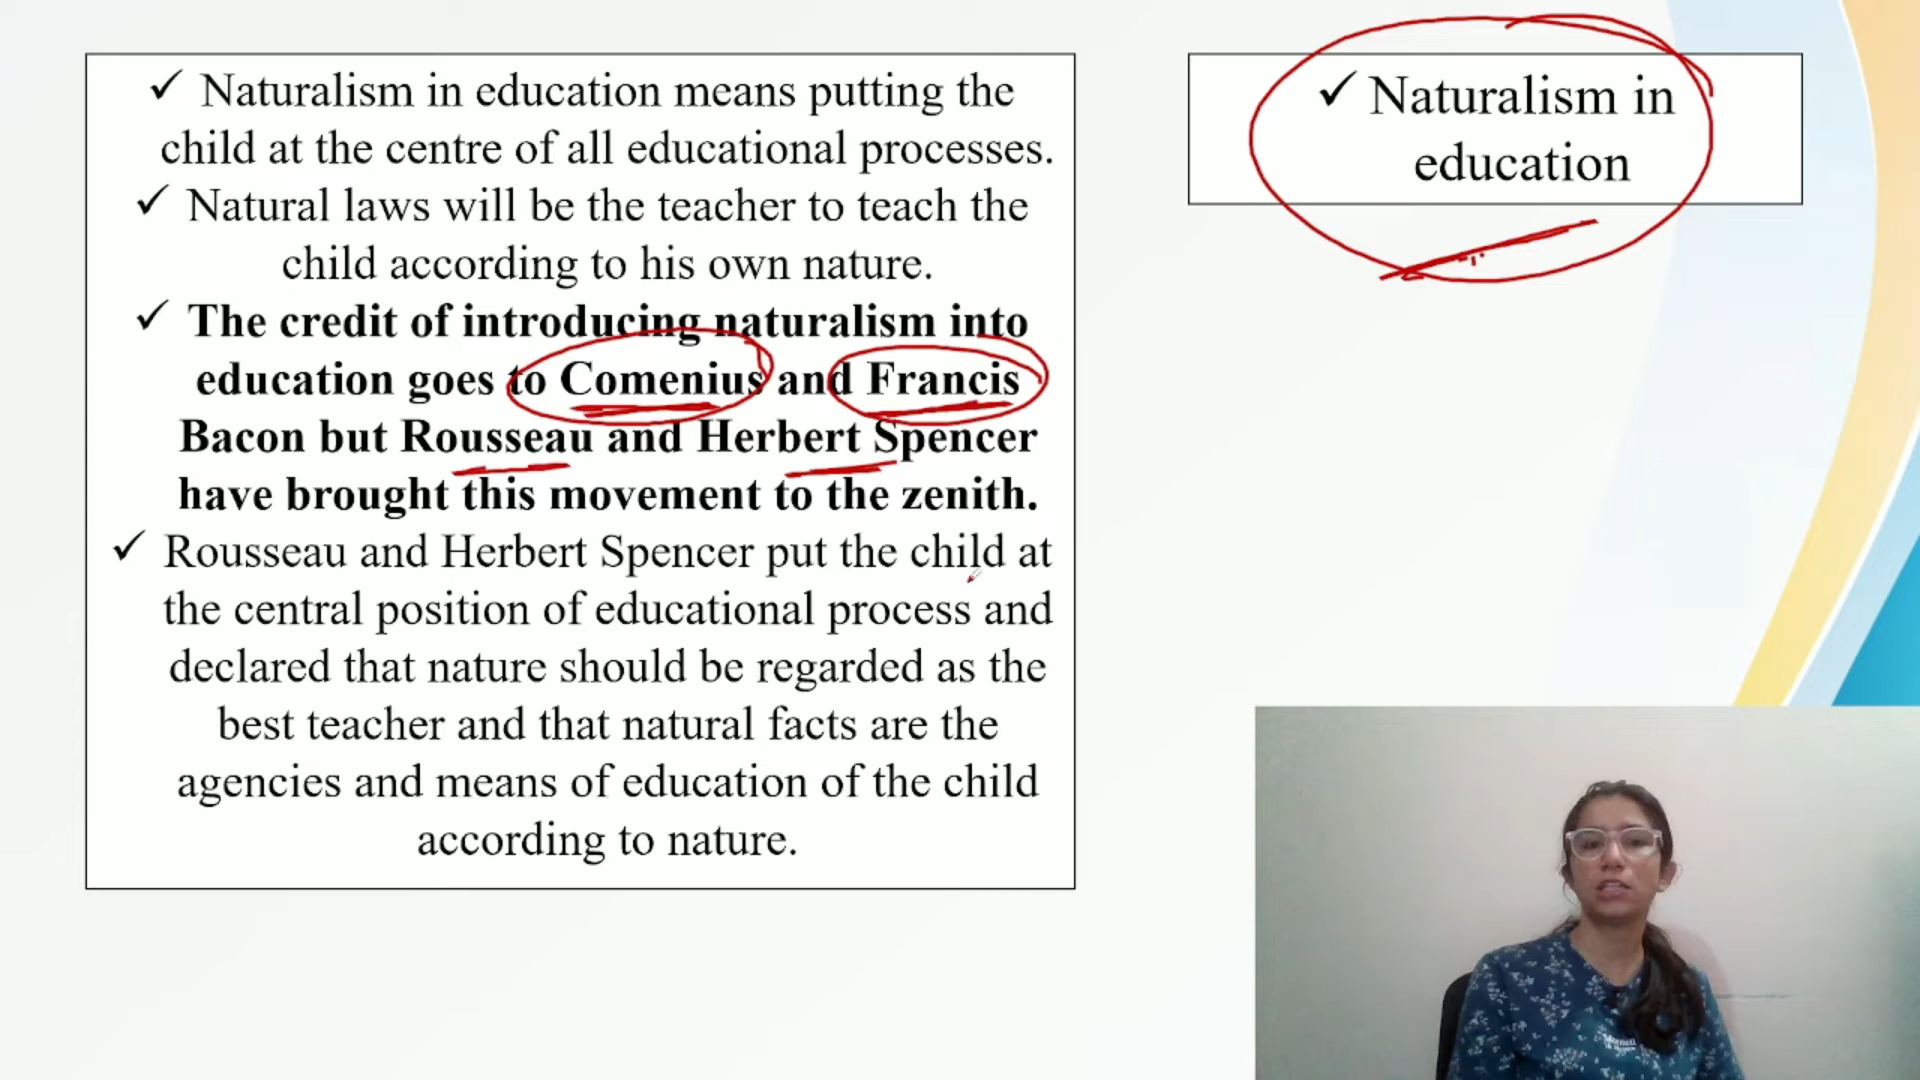 ✓ Naturalism in education means putting the
child at the centre of all educational processes.
✓ Natural laws will be the teacher to teach the
child according to his own nature.
✓ The credit of introducing naturalism into
education goes to Comenius and Francis
Bacon but Rousseau and Herbert Spencer
have brought this movement to the zenith.
✓ Rousseau and Herbert Spencer put the child at
the central position of educational process and
declared that nature should be regarded as the
best teacher and that natural facts are the
agencies and means of education of the child
according to nature.
✓ Naturalism in
education